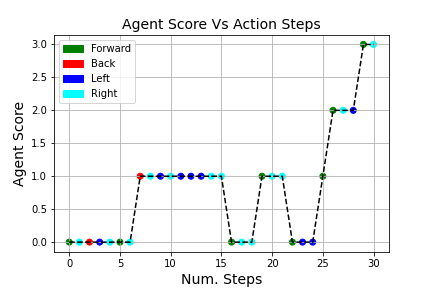 Agent Score Vs Action Steps
3.0
2.5
2.0
1.5
1.0
0.5
0.0
Agent Score
Forward
Back
Left
Right
0 5 10 15 20 25 30
Num. Steps